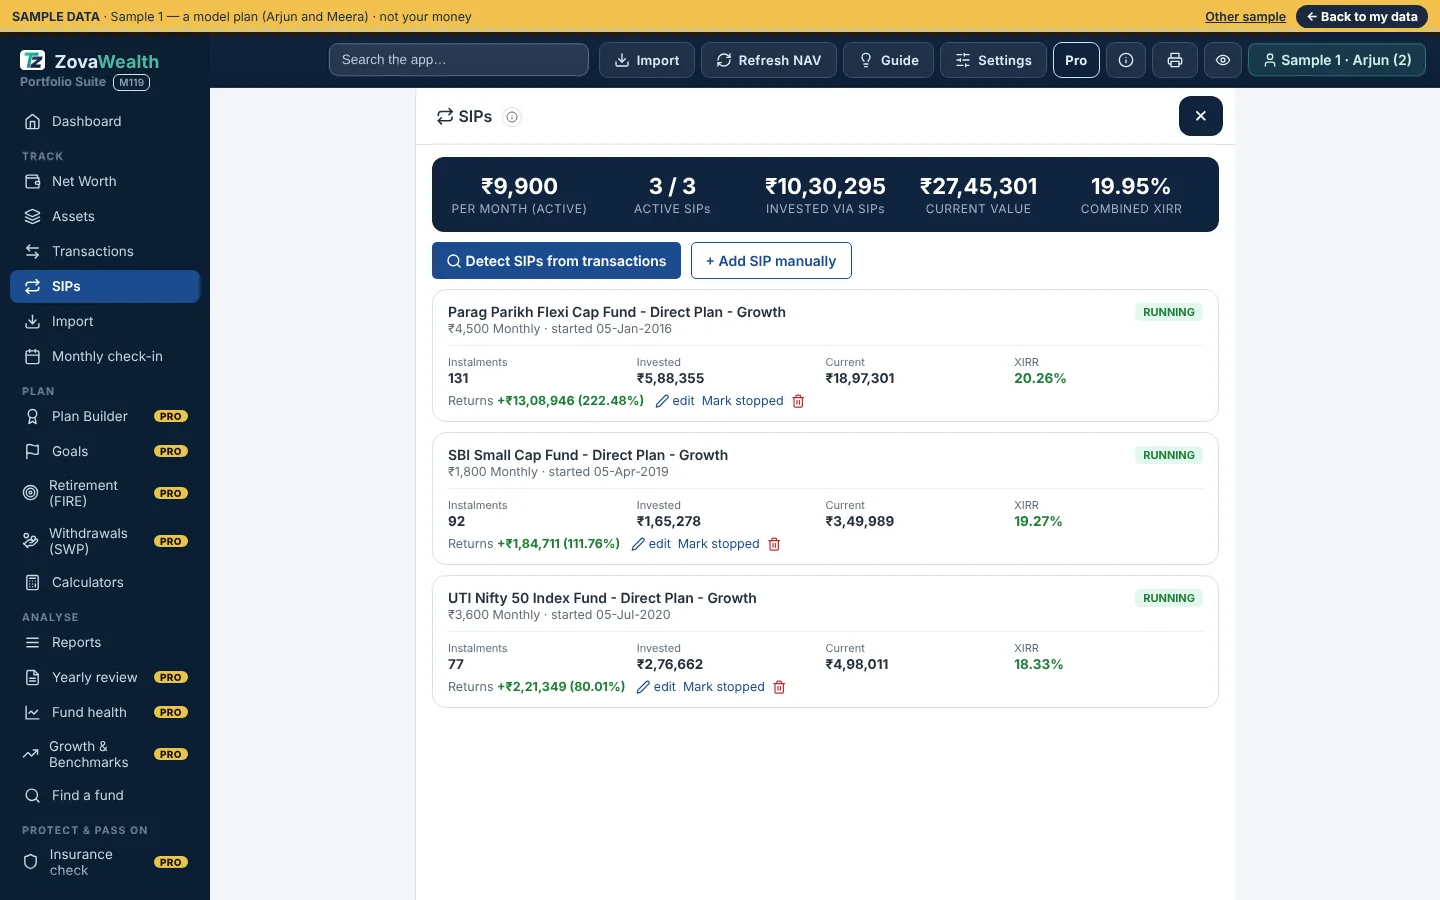 SAMPLE DATA · Sample 1 — a model plan (Arjun and Meera) · not your money
Other sample
← Back to my data
ZovaWealth
Portfolio Suite M119
Search the app…
Import
Refresh NAV
Guide
Settings
Pro
Sample 1 · Arjun (2)
Dashboard
TRACK
Net Worth
Assets
Transactions
SIPs
Import
Monthly check-in
PLAN
Plan Builder PRO
Goals PRO
Retirement
(FIRE) PRO
Withdrawals
(SWP) PRO
Calculators
ANALYSE
Reports
Yearly review PRO
Fund health PRO
Growth &
Benchmarks PRO
Find a fund
PROTECT & PASS ON
Insurance
check PRO
SIPs
×
₹9,900 3 / 3 ₹10,30,295 ₹27,45,301 19.95%
PER MONTH (ACTIVE) ACTIVE SIPs INVESTED VIA SIPs CURRENT VALUE COMBINED XIRR
Detect SIPs from transactions
+ Add SIP manually
Parag Parikh Flexi Cap Fund - Direct Plan - Growth RUNNING
₹4,500 Monthly · started 05-Jan-2016
Instalments Invested Current XIRR
131 ₹5,88,355 ₹18,97,301 20.26%
Returns +₹13,08,946 (222.48%) edit Mark stopped
SBI Small Cap Fund - Direct Plan - Growth RUNNING
₹1,800 Monthly · started 05-Apr-2019
Instalments Invested Current XIRR
92 ₹1,65,278 ₹3,49,989 19.27%
Returns +₹1,84,711 (111.76%) edit Mark stopped
UTI Nifty 50 Index Fund - Direct Plan - Growth RUNNING
₹3,600 Monthly · started 05-Jul-2020
Instalments Invested Current XIRR
77 ₹2,76,662 ₹4,98,011 18.33%
Returns +₹2,21,349 (80.01%) edit Mark stopped